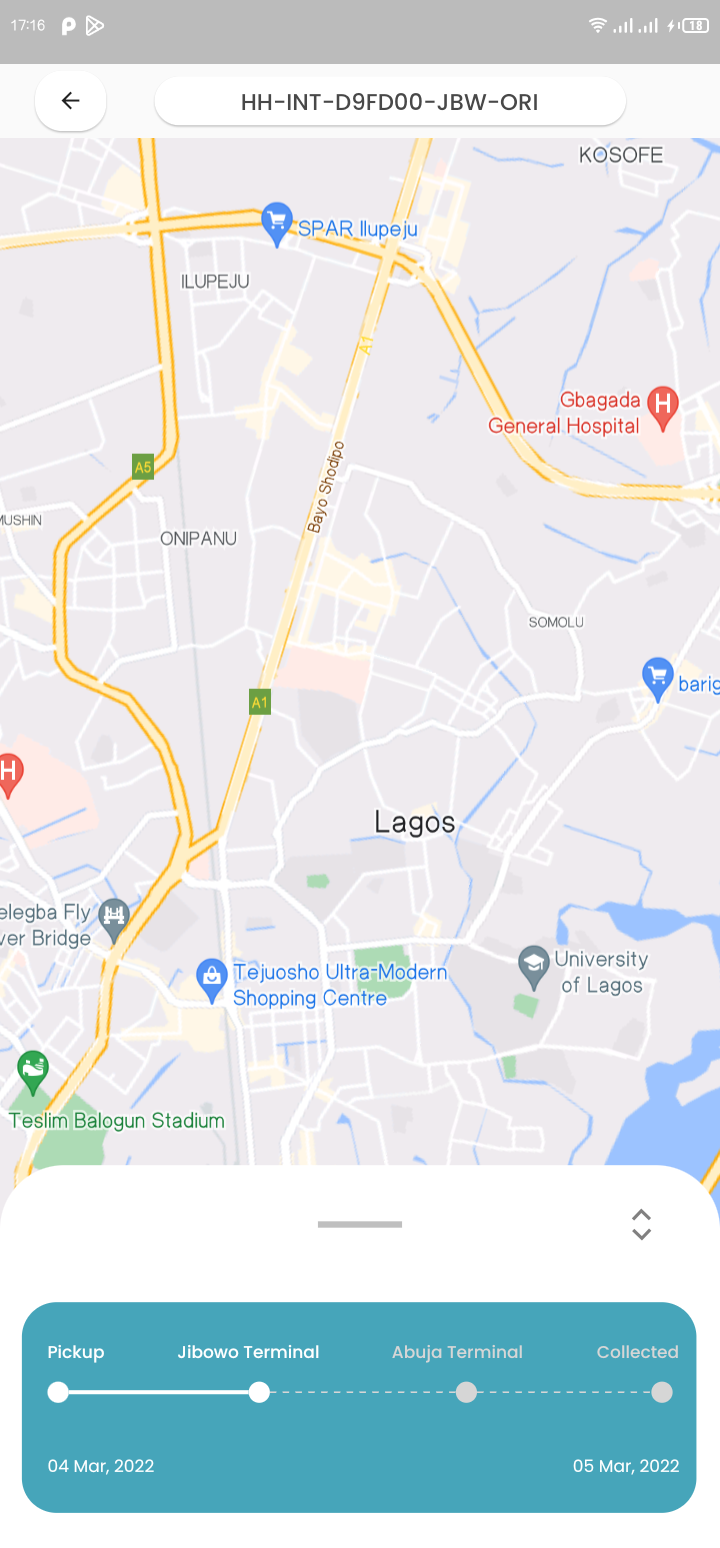 17:16
18
HH-INT-D9FD00-JBW-ORI
KOSOFE
SPAR Ilupeju
ILUPEJU
A1
Gbagada
General Hospital
H
A5
Bayo Shodipo
MUSHIN
ONIPANU
SOMOLU
barig
A1
H
Lagos
elegba Fly
ver Bridge
University
of Lagos
Tejuosho Ultra-Modern
Shopping Centre
Teslim Balogun Stadium
Pickup Jibowo Terminal Abuja Terminal Collected
04 Mar, 2022 05 Mar, 2022